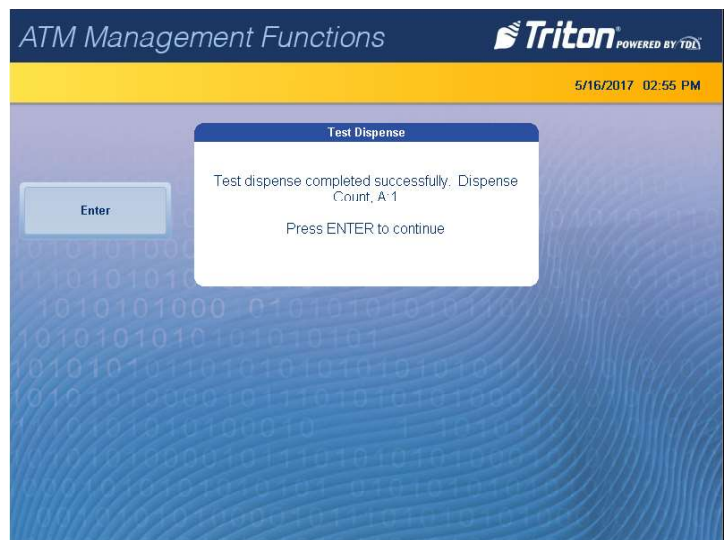 ATM Management Functions
Triton POWERED BY TDL
5/16/2017 02:55 PM
Test Dispense
Test dispense completed successfully. Dispense
Count, A:1
Press ENTER to continue
Enter